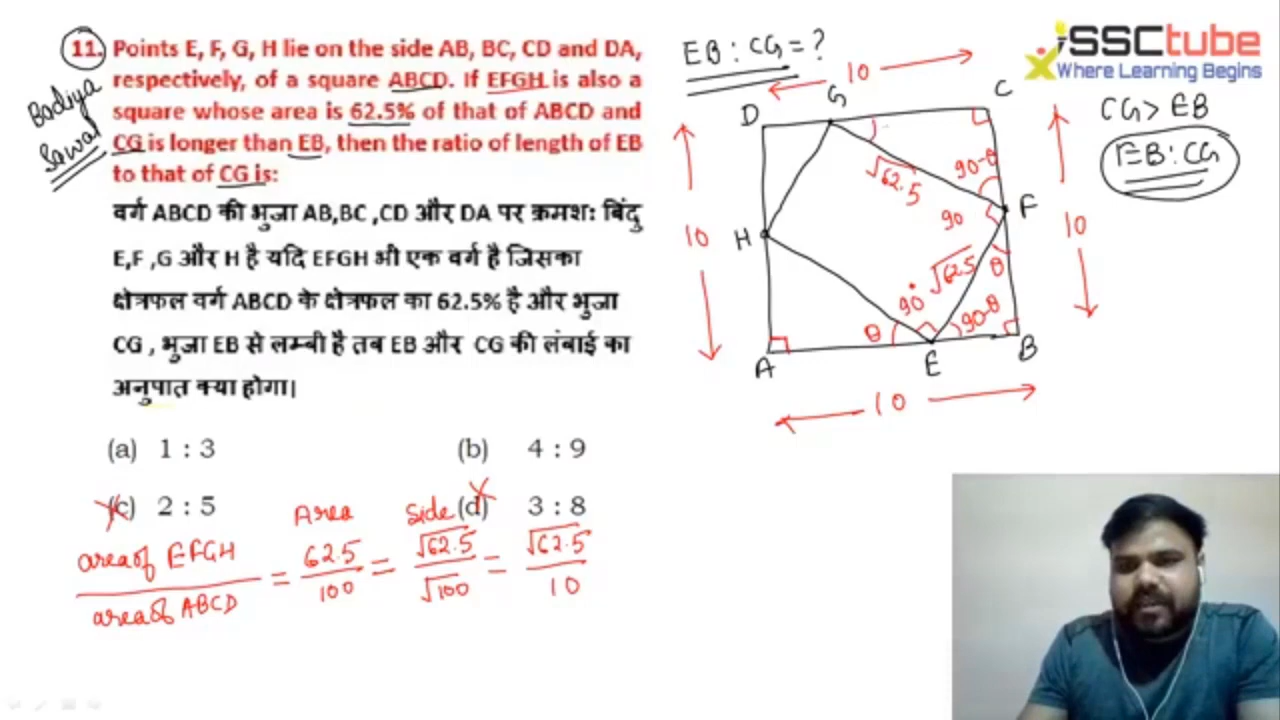 11. Points E, F, G, H lie on the side AB, BC, CD and DA,
respectively, of a square ABCD. If EFGH is also a
square whose area is 62.5% of that of ABCD and
CG is longer than EB, then the ratio of length of EB
to that of CG is:
Badiya
Sawal
वर्ग ABCD की भुजा AB,BC ,CD और DA पर क्रमशः बिंदु
E,F ,G और H है यदि EFGH भी एक वर्ग है जिसका
क्षेत्रफल वर्ग ABCD के क्षेत्रफल का 62.5% है और भुजा
CG , भुजा EB से लम्बी है तब EB और CG की लंबाई का
अनुपात क्या होगा।
(a) 1 : 3
(b) 4 : 9
(c) 2 : 5
(d) 3 : 8
Area
Side
area of EFGH
area of ABCD
= 62.5
100
= √62.5
√100
= √62.5
10
EB : CG = ?
10
D
G
C
√62.5
90-θ
10
H
90
F
10
√62.5
θ
90°
θ
90-θ
A
E
B
10
iSSCtube
Where Learning Begins
CG > EB
EB : CG